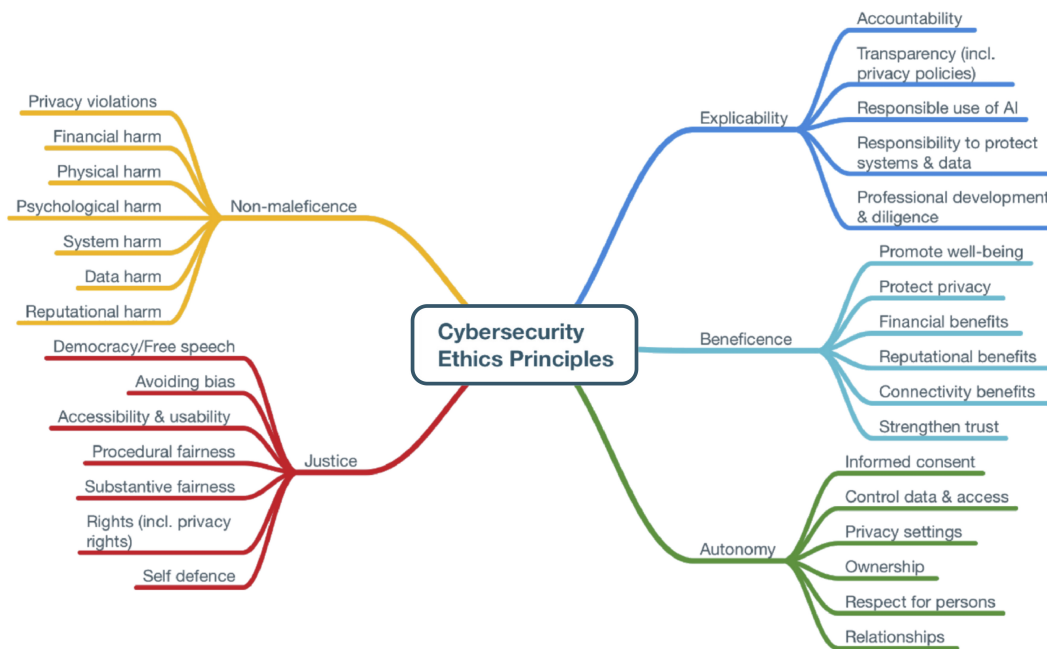 Cybersecurity
Ethics Principles
Non-maleficence
Privacy violations
Financial harm
Physical harm
Psychological harm
System harm
Data harm
Reputational harm
Justice
Democracy/Free speech
Avoiding bias
Accessibility & usability
Procedural fairness
Substantive fairness
Rights (incl. privacy
rights)
Self defence
Explicability
Accountability
Transparency (incl.
privacy policies)
Responsible use of AI
Responsibility to protect
systems & data
Professional development
& diligence
Beneficence
Promote well-being
Protect privacy
Financial benefits
Reputational benefits
Connectivity benefits
Strengthen trust
Autonomy
Informed consent
Control data & access
Privacy settings
Ownership
Respect for persons
Relationships